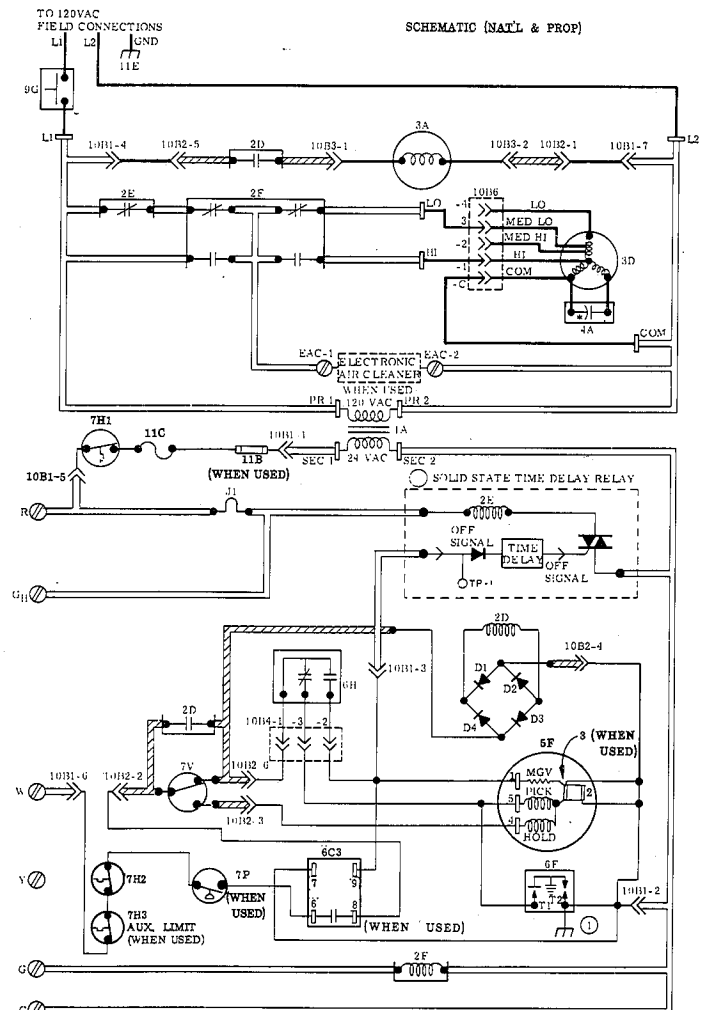 TO 120VAC
FIELD CONNECTIONS
L1 L2 GND
11E
SCHEMATIC (NAT'L & PROP)
9G
L1
L2
10B1-4 10B2-5 2D 10B3-1 3A 10B3-2 10B2-1 10B1-7
2E 2F
LO
HI
10B6
-4 LO
3 MED LO
-2 MED HI
-1 HI
-C COM
3D
*
4A
COM
EAC-1 ELECTRONIC AIR CLEANER EAC-2
WHEN USED
PR 1 120 VAC PR 2
1A
SEC 1 24 VAC SEC 2
7H1 11C 10B1-1
11B
(WHEN USED)
10B1-5
SOLID STATE TIME DELAY RELAY
R J1
2E
OFF
SIGNAL
TIME
DELAY
OFF
SIGNAL
TP-1
GH
2D
10B2-4
10B1-3
D1 D2
D4 D3
6H
10B4-1 -3 -2
2D
10B2-6
7V
10B2-3
W 10B1-6 10B2-2
5F 3 (WHEN
USED)
1 MGV
PICK
5 2
4
HOLD
6C3
7 9
6 8
(WHEN USED)
Y 7H2
7P
(WHEN
USED)
7H3
AUX. LIMIT
(WHEN USED)
6F
T1 T2
10B1-2
1
G 2F
C